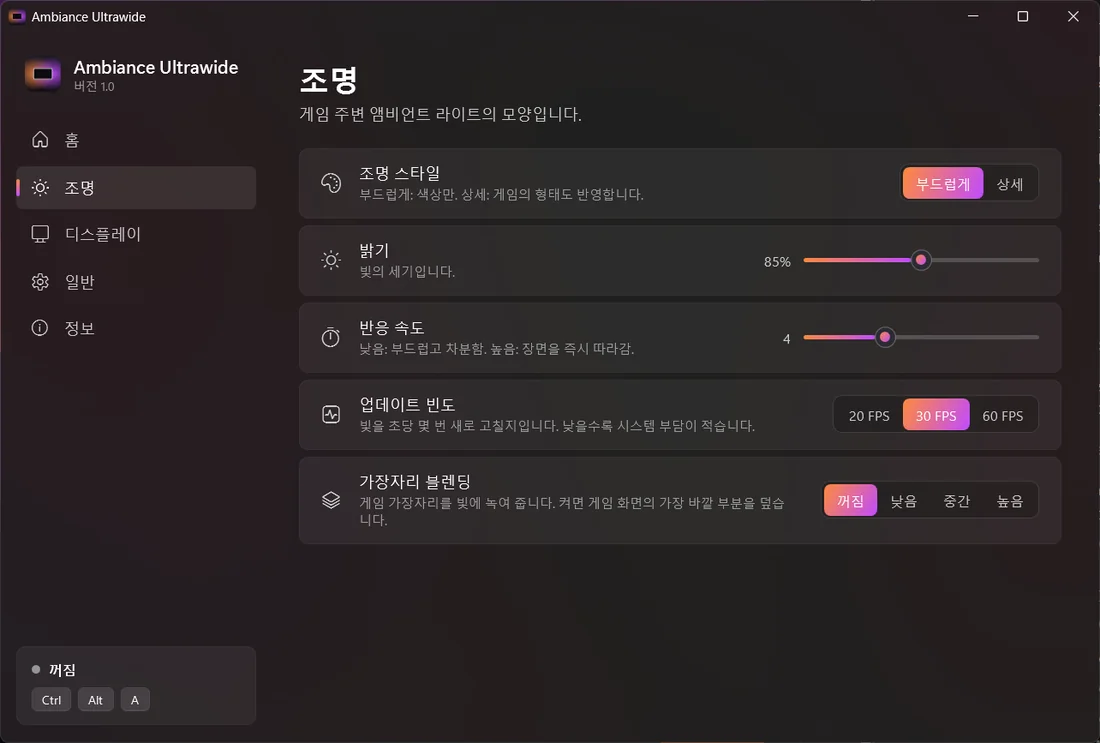 Ambiance Ultrawide
Ambiance Ultrawide
버전 1.0
홈
조명
디스플레이
일반
정보
꺼짐
Ctrl Alt A
조명
게임 주변 앰비언트 라이트의 모양입니다.
조명 스타일
부드럽게: 색상만. 상세: 게임의 형태도 반영합니다.
부드럽게 상세
밝기
빛의 세기입니다.
85%
반응 속도
낮음: 부드럽고 차분함. 높음: 장면을 즉시 따라감.
4
업데이트 빈도
빛을 초당 몇 번 새로 고칠지입니다. 낮을수록 시스템 부담이 적습니다.
20 FPS 30 FPS 60 FPS
가장자리 블렌딩
게임 가장자리를 빛에 녹여 줍니다. 켜면 게임 화면의 가장 바깥 부분을 덮습
니다.
꺼짐 낮음 중간 높음